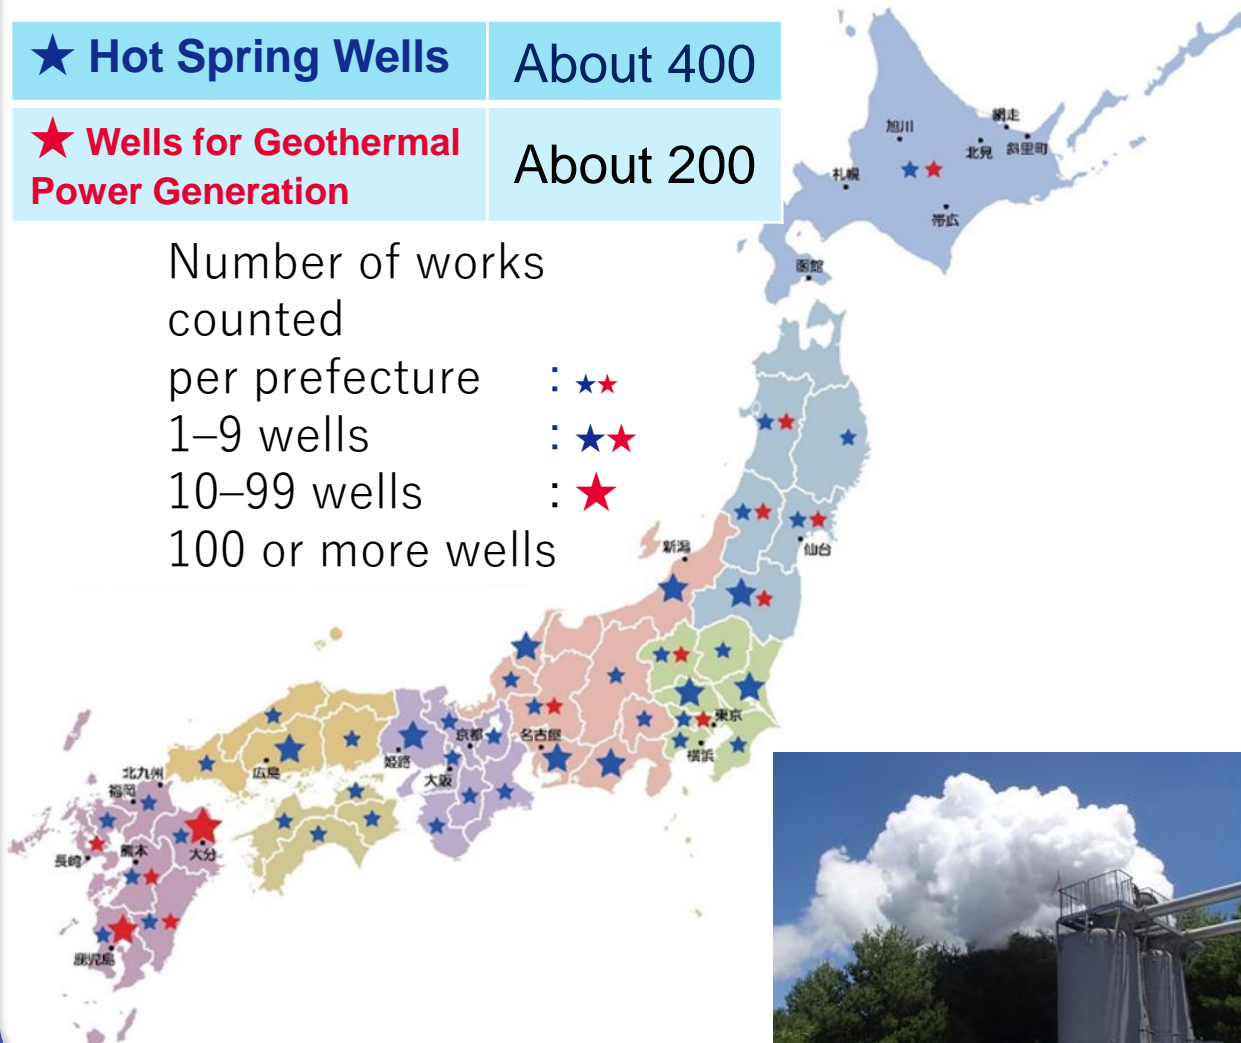 ★ Hot Spring Wells
About 400
★ Wells for Geothermal
Power Generation
About 200
Number of works
counted
per prefecture : ★★
1–9 wells : ★★
10–99 wells : ★
100 or more wells
網走
旭川
北見
斜里町
札幌
帯広
函館
仙台
新潟
東京
横浜
名古屋
京都
姫路
大阪
広島
北九州
福岡
長崎
熊本
大分
鹿児島